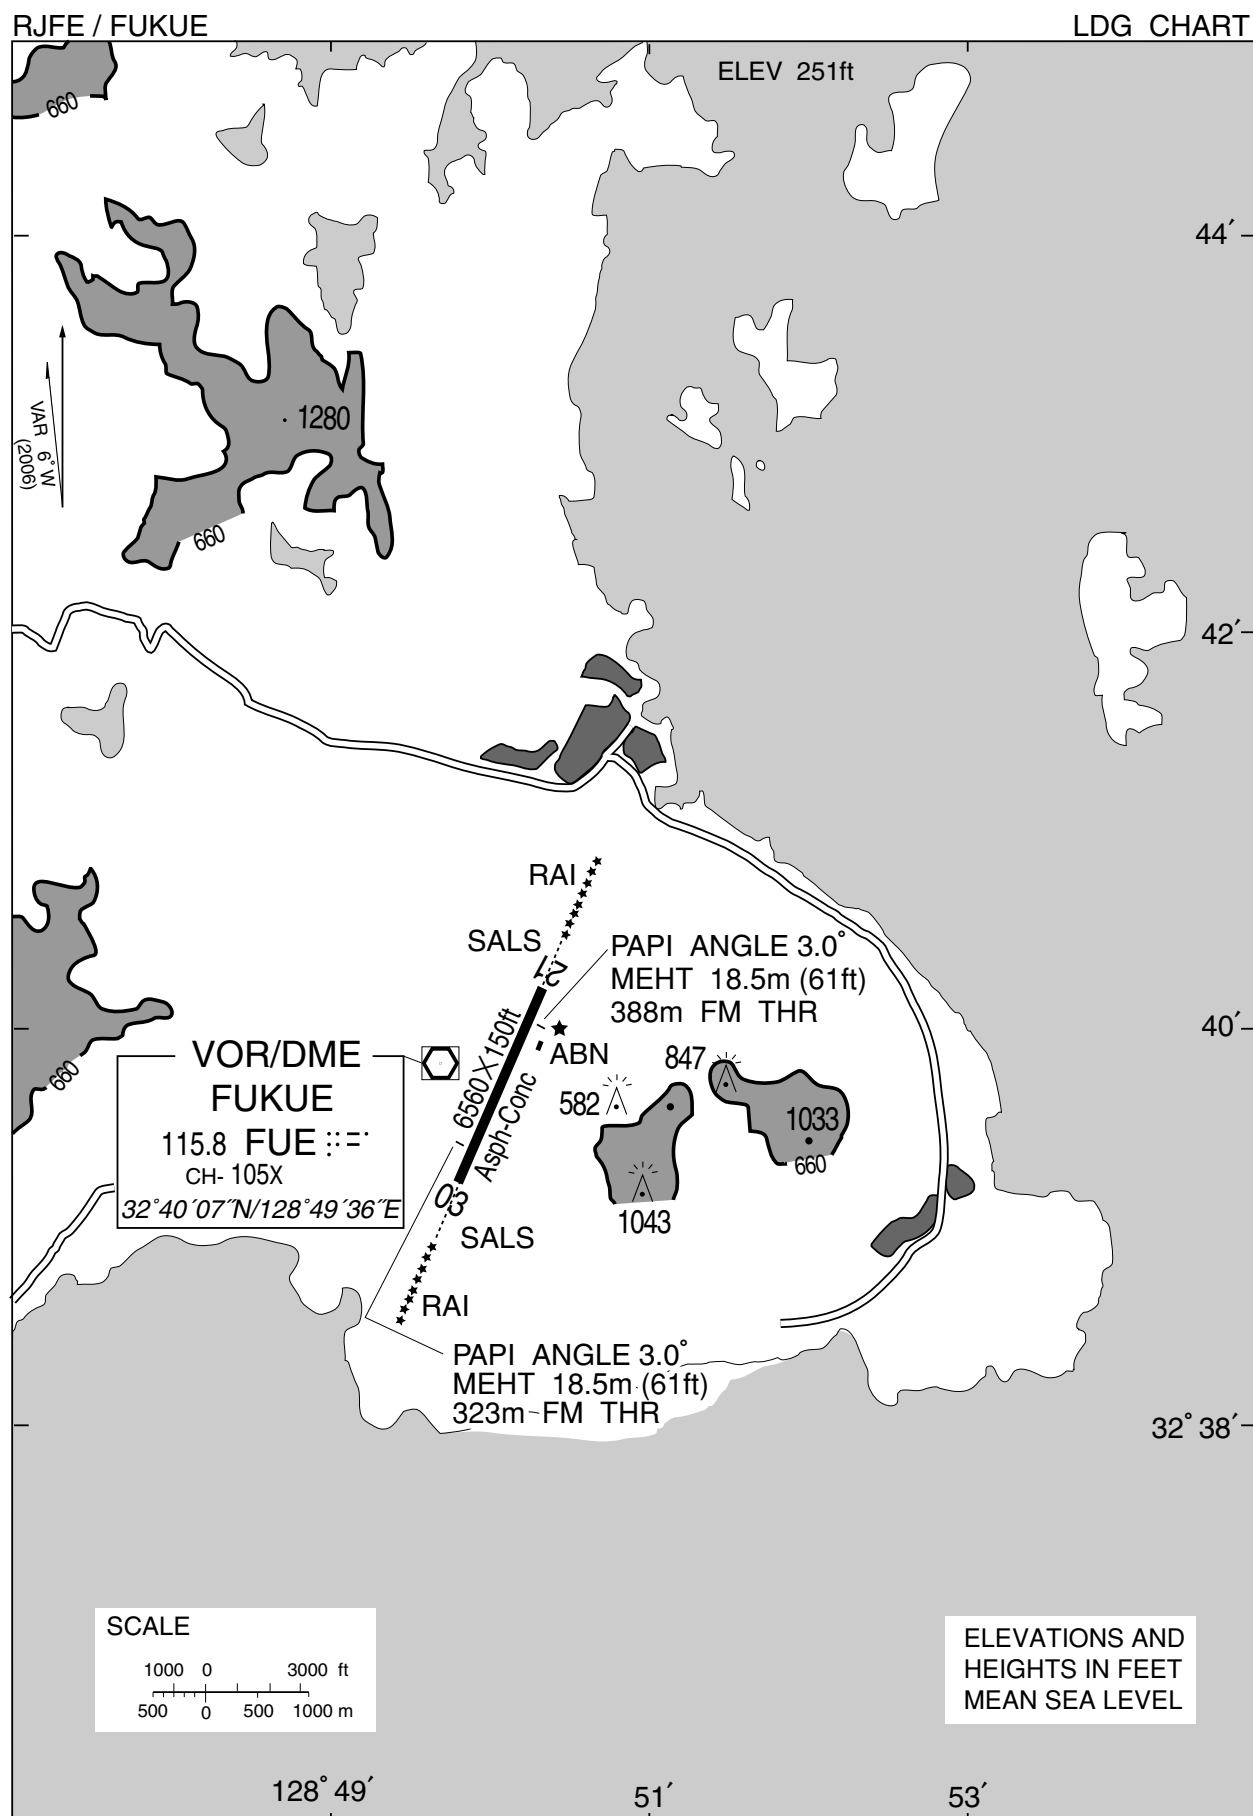 RJFE / FUKUE
LDG CHART
ELEV 251ft
660
44′
1280
VAR 6°W
(2006)
660
42′
RAI
SALS
21
PAPI ANGLE 3.0°
MEHT 18.5m (61ft)
388m FM THR
40′
ABN
6560X150ft
Asph-Conc
VOR/DME
FUKUE
115.8 FUE
CH- 105X
32°40′07″N/128°49′36″E
660
847
582
1033
660
1043
03
SALS
RAI
PAPI ANGLE 3.0°
MEHT 18.5m (61ft)
323m FM THR
32°38′
SCALE
1000 0 3000 ft
500 0 500 1000 m
ELEVATIONS AND
HEIGHTS IN FEET
MEAN SEA LEVEL
128°49′
51′
53′